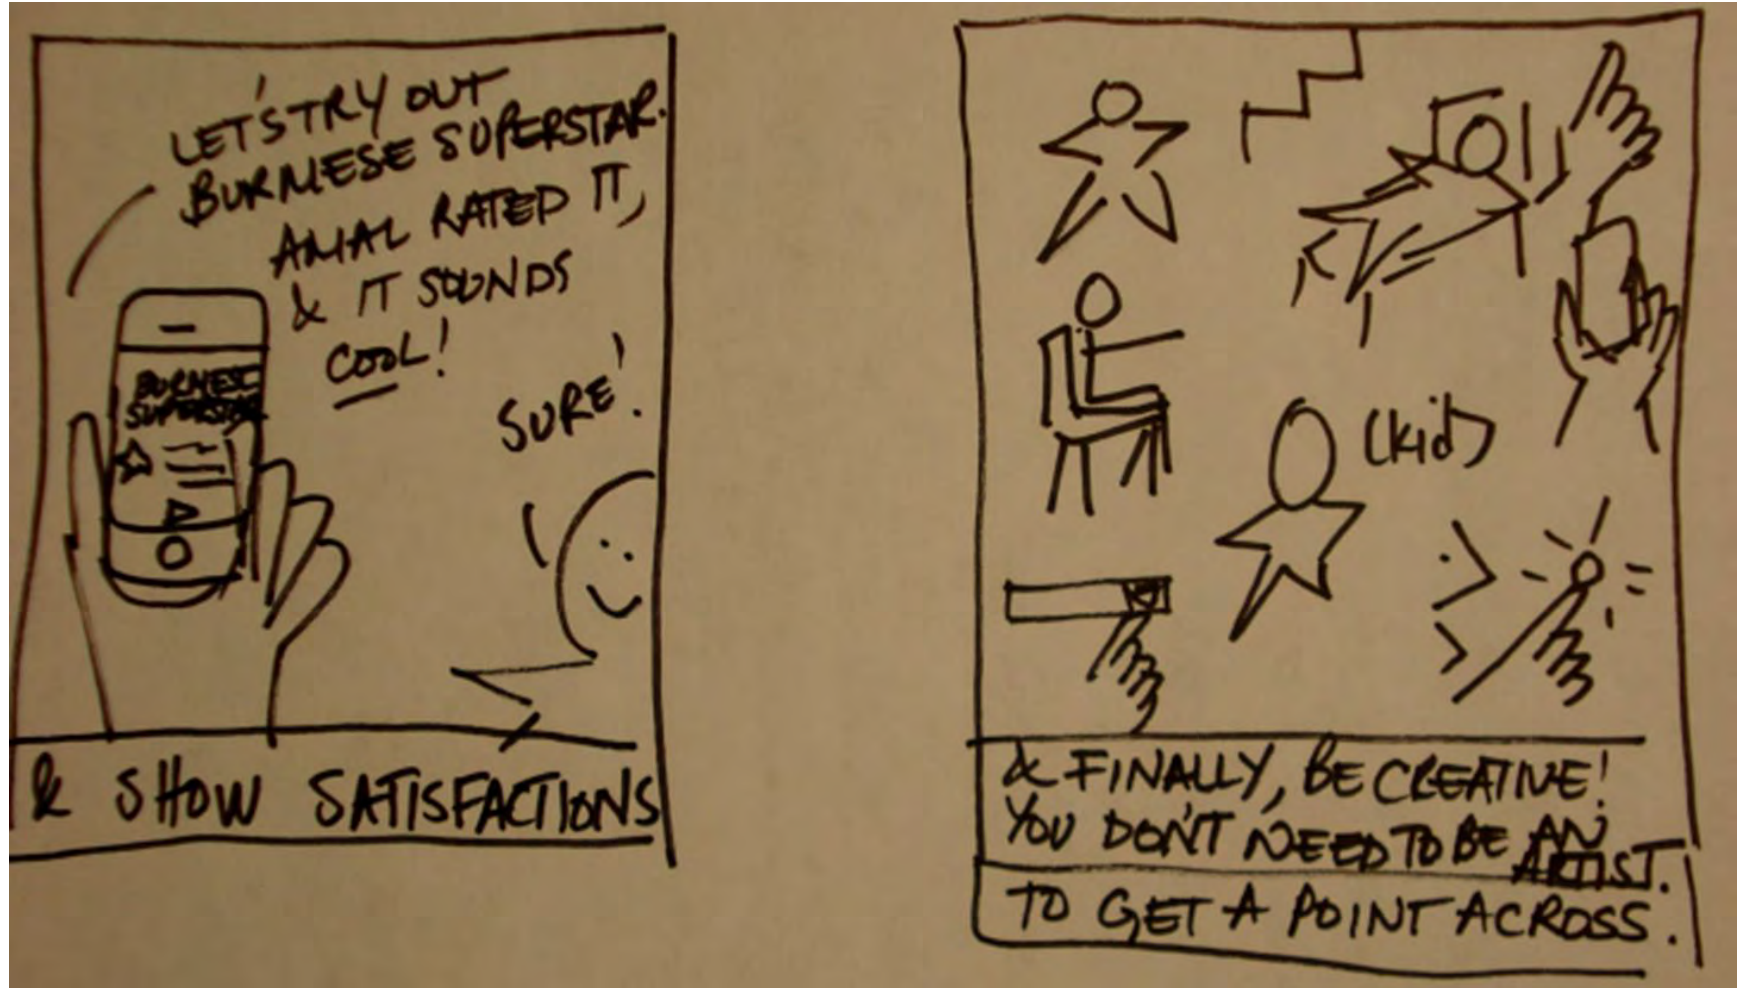 LET'S TRY OUT
BURMESE SUPERSTAR.
AMAL RATED IT,
& IT SOUNDS
COOL!
SURE!
BURMESE
SUPERSTAR
& SHOW SATISFACTIONS
(kid)
& FINALLY, BE CREATIVE!
YOU DON'T NEED TO BE AN
ARTIST.
TO GET A POINT ACROSS.